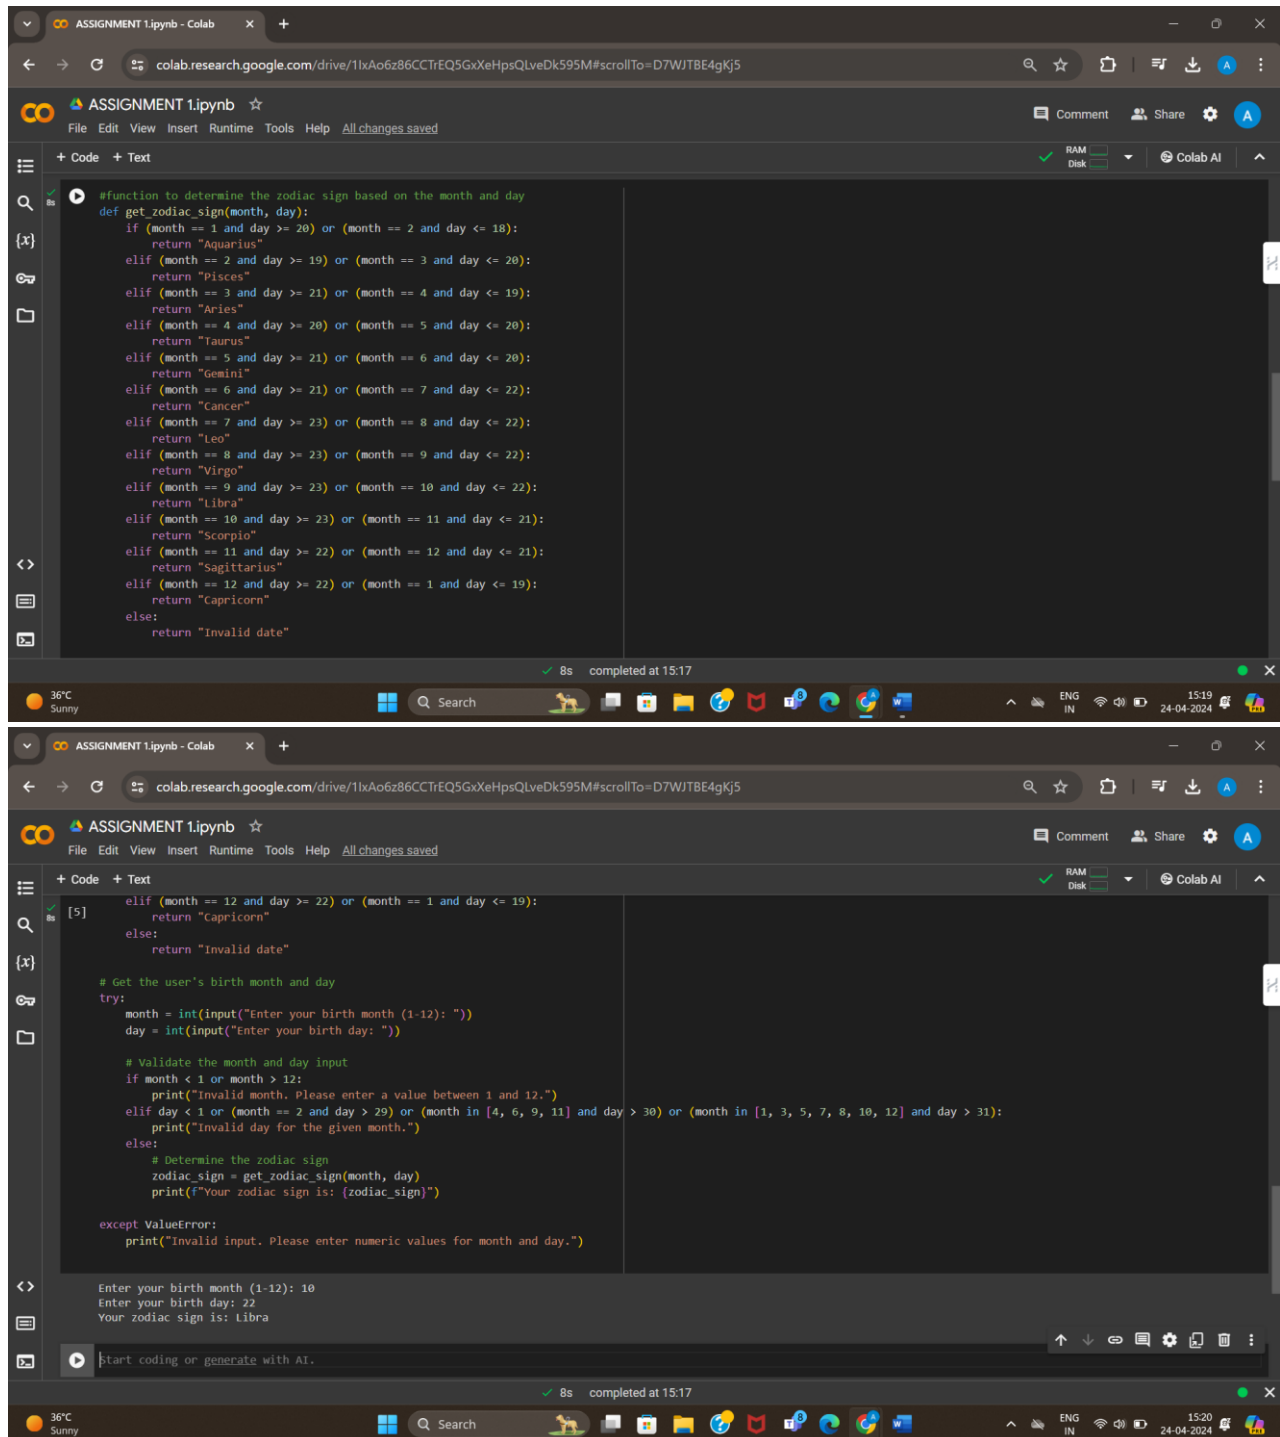 ASSIGNMENT 1.ipynb - Colab
colab.research.google.com/drive/1IxAo6z86CCTrEQ5GxXeHpsQLveDk595M#scrollTo=D7WJTBE4gKj5
ASSIGNMENT 1.ipynb
Comment Share A
File Edit View Insert Runtime Tools Help All changes saved
+ Code + Text
RAM
Disk
Colab AI
8s
#function to determine the zodiac sign based on the month and day
def get_zodiac_sign(month, day):
    if (month == 1 and day >= 20) or (month == 2 and day <= 18):
        return "Aquarius"
    elif (month == 2 and day >= 19) or (month == 3 and day <= 20):
        return "Pisces"
    elif (month == 3 and day >= 21) or (month == 4 and day <= 19):
        return "Aries"
    elif (month == 4 and day >= 20) or (month == 5 and day <= 20):
        return "Taurus"
    elif (month == 5 and day >= 21) or (month == 6 and day <= 20):
        return "Gemini"
    elif (month == 6 and day >= 21) or (month == 7 and day <= 22):
        return "Cancer"
    elif (month == 7 and day >= 23) or (month == 8 and day <= 22):
        return "Leo"
    elif (month == 8 and day >= 23) or (month == 9 and day <= 22):
        return "Virgo"
    elif (month == 9 and day >= 23) or (month == 10 and day <= 22):
        return "Libra"
    elif (month == 10 and day >= 23) or (month == 11 and day <= 21):
        return "Scorpio"
    elif (month == 11 and day >= 22) or (month == 12 and day <= 21):
        return "Sagittarius"
    elif (month == 12 and day >= 22) or (month == 1 and day <= 19):
        return "Capricorn"
    else:
        return "Invalid date"
8s completed at 15:17
36°C
Sunny
Search
ENG
IN
15:19
24-04-2024
ASSIGNMENT 1.ipynb - Colab
colab.research.google.com/drive/1IxAo6z86CCTrEQ5GxXeHpsQLveDk595M#scrollTo=D7WJTBE4gKj5
ASSIGNMENT 1.ipynb
Comment Share A
File Edit View Insert Runtime Tools Help All changes saved
+ Code + Text
RAM
Disk
Colab AI
8s
[5]
    elif (month == 12 and day >= 22) or (month == 1 and day <= 19):
        return "Capricorn"
    else:
        return "Invalid date"
# Get the user's birth month and day
try:
    month = int(input("Enter your birth month (1-12): "))
    day = int(input("Enter your birth day: "))
    # Validate the month and day input
    if month < 1 or month > 12:
        print("Invalid month. Please enter a value between 1 and 12.")
    elif day < 1 or (month == 2 and day > 29) or (month in [4, 6, 9, 11] and day > 30) or (month in [1, 3, 5, 7, 8, 10, 12] and day > 31):
        print("Invalid day for the given month.")
    else:
        # Determine the zodiac sign
        zodiac_sign = get_zodiac_sign(month, day)
        print(f"Your zodiac sign is: {zodiac_sign}")
except ValueError:
    print("Invalid input. Please enter numeric values for month and day.")
Enter your birth month (1-12): 10
Enter your birth day: 22
Your zodiac sign is: Libra
Start coding or generate with AI.
8s completed at 15:17
36°C
Sunny
Search
ENG
IN
15:20
24-04-2024